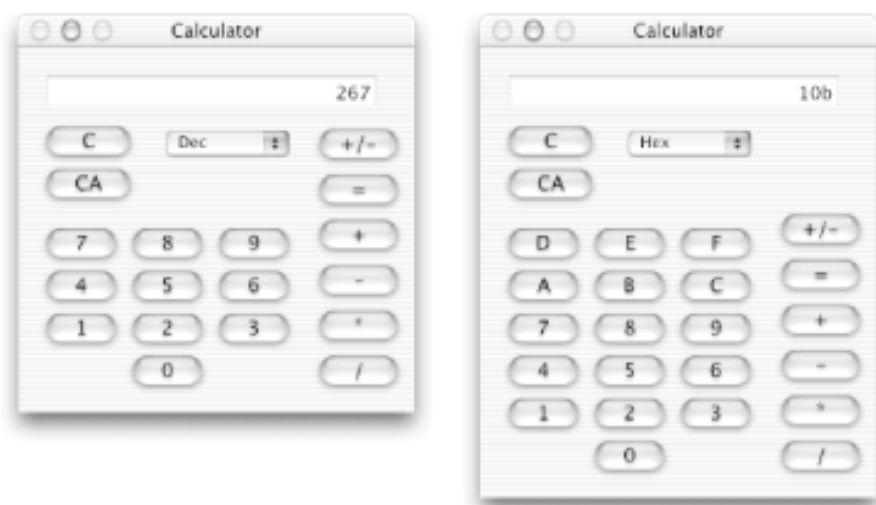 Calculator
267
C Dec +/-
CA =
7 8 9 +
4 5 6 -
1 2 3 *
0 /
Calculator
10b
C Hex
CA
+/-
D E F
=
A B C
7 8 9 +
4 5 6 -
1 2 3 *
0 /